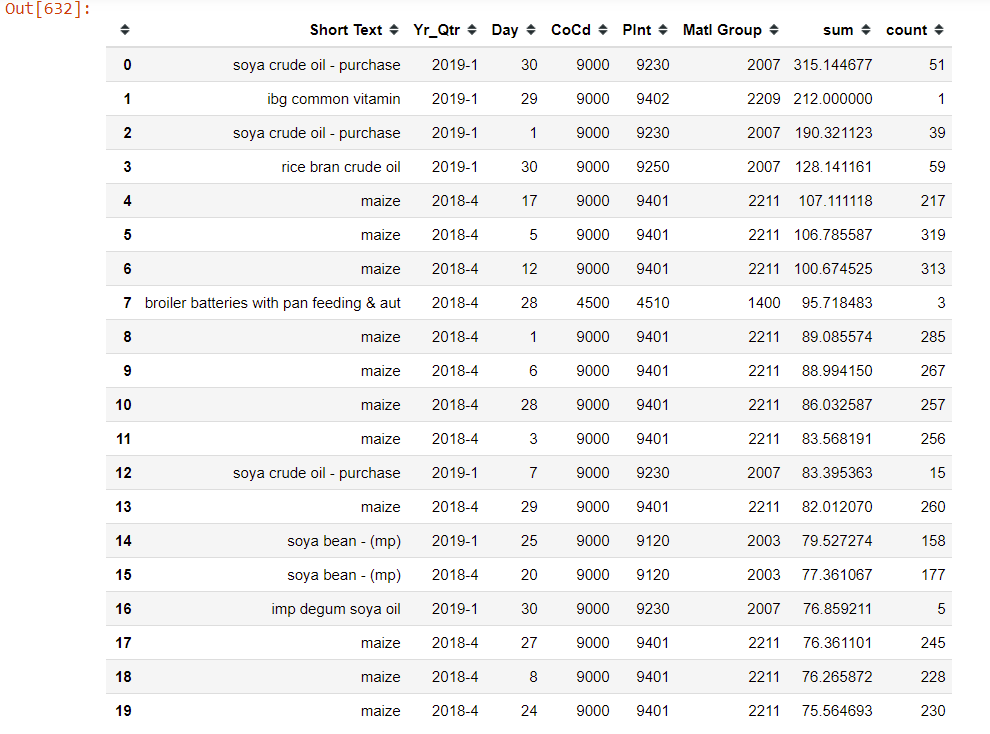 Out[632]:
Short Text Yr_Qtr Day CoCd Plnt Matl Group sum count
0 soya crude oil - purchase 2019-1 30 9000 9230 2007 315.144677 51
1 ibg common vitamin 2019-1 29 9000 9402 2209 212.000000 1
2 soya crude oil - purchase 2019-1 1 9000 9230 2007 190.321123 39
3 rice bran crude oil 2019-1 30 9000 9250 2007 128.141161 59
4 maize 2018-4 17 9000 9401 2211 107.111118 217
5 maize 2018-4 5 9000 9401 2211 106.785587 319
6 maize 2018-4 12 9000 9401 2211 100.674525 313
7 broiler batteries with pan feeding & aut 2018-4 28 4500 4510 1400 95.718483 3
8 maize 2018-4 1 9000 9401 2211 89.085574 285
9 maize 2018-4 6 9000 9401 2211 88.994150 267
10 maize 2018-4 28 9000 9401 2211 86.032587 257
11 maize 2018-4 3 9000 9401 2211 83.568191 256
12 soya crude oil - purchase 2019-1 7 9000 9230 2007 83.395363 15
13 maize 2018-4 29 9000 9401 2211 82.012070 260
14 soya bean - (mp) 2019-1 25 9000 9120 2003 79.527274 158
15 soya bean - (mp) 2018-4 20 9000 9120 2003 77.361067 177
16 imp degum soya oil 2019-1 30 9000 9230 2007 76.859211 5
17 maize 2018-4 27 9000 9401 2211 76.361101 245
18 maize 2018-4 8 9000 9401 2211 76.265872 228
19 maize 2018-4 24 9000 9401 2211 75.564693 230